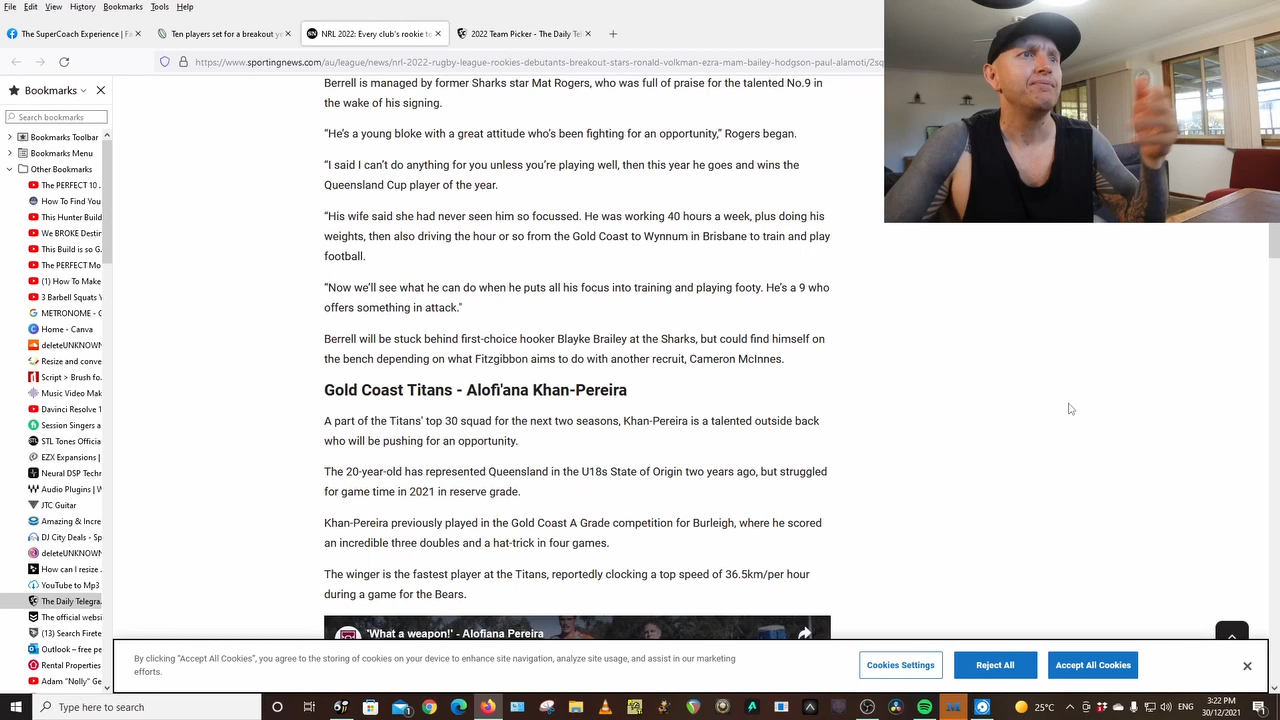 File Edit View History Bookmarks Tools Help
The SuperCoach Experience | Fa
Ten players set for a breakout ye
NRL 2022: Every club's rookie to
2022 Team Picker - The Daily Tel
https://www.sportingnews.com/au/league/news/nrl-2022-rugby-league-rookies-debutants-breakout-stars-ronald-volkman-ezra-mam-bailey-hodgson-paul-alamoti/2sq
Bookmarks
Search bookmarks
Bookmarks Toolbar
Bookmarks Menu
Other Bookmarks
The PERFECT 10 .
How To Find You
This Hunter Build
We BROKE Destin
This Build is so G.
The PERFECT Mo
(1) How To Make
3 Barbell Squats Y
METRONOME - G
Home - Canva
deleteUNKNOWN
Resize and conve
Script > Brush fo.
Music Video Mak
Davinci Resolve 1
Session Singers a
STL Tones Officia
EZX Expansions |
Neural DSP Techn
Audio Plugins | W
JTC Guitar
Amazing & Incre
DJ City Deals - Sp
deleteUNKNOWN
How can I resize .
YouTube to Mp3
The Daily Telegra.
The official websi
(13) Search Firete
Outlook – free pe
Rental Properties
Adam "Nolly" Ge
Berrell is managed by former Sharks star Mat Rogers, who was full of praise for the talented No.9 in
the wake of his signing.
“He’s a young bloke with a great attitude who’s been fighting for an opportunity,” Rogers began.
“I said I can’t do anything for you unless you’re playing well, then this year he goes and wins the
Queensland Cup player of the year.
“His wife said she had never seen him so focussed. He was working 40 hours a week, plus doing his
weights, then also driving the hour or so from the Gold Coast to Wynnum in Brisbane to train and play
football.
“Now we’ll see what he can do when he puts all his focus into training and playing footy. He’s a 9 who
offers something in attack."
Berrell will be stuck behind first-choice hooker Blayke Brailey at the Sharks, but could find himself on
the bench depending on what Fitzgibbon aims to do with another recruit, Cameron McInnes.
Gold Coast Titans - Alofi'ana Khan-Pereira
A part of the Titans' top 30 squad for the next two seasons, Khan-Pereira is a talented outside back
who will be pushing for an opportunity.
The 20-year-old has represented Queensland in the U18s State of Origin two years ago, but struggled
for game time in 2021 in reserve grade.
Khan-Pereira previously played in the Gold Coast A Grade competition for Burleigh, where he scored
an incredible three doubles and a hat-trick in four games.
The winger is the fastest player at the Titans, reportedly clocking a top speed of 36.5km/per hour
during a game for the Bears.
'What a weapon!' - Alofiana Pereira
By clicking “Accept All Cookies”, you agree to the storing of cookies on your device to enhance site navigation, analyze site usage, and assist in our marketing
efforts.
Cookies Settings
Reject All
Accept All Cookies
Type here to search
25°C
ENG
3:22 PM
30/12/2021